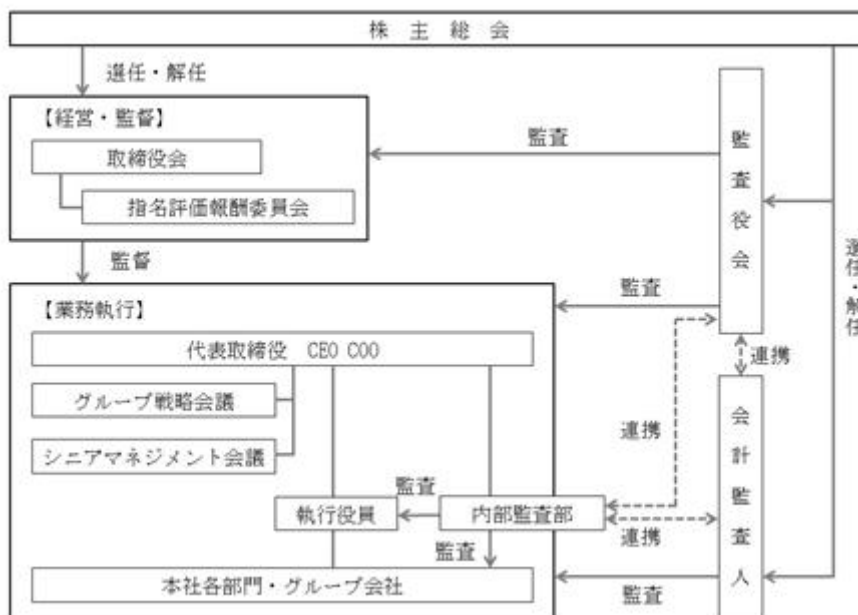 株主総会
選任・解任
【経営・監督】
取締役会
指名評価報酬委員会
監査
監査役会
選任・解任
監督
【業務執行】
監査
代表取締役 CEO COO
連携
グループ戦略会議
シニアマネジメント会議
連携
会計監査人
監査
執行役員
内部監査部
監査
連携
本社各部門・グループ会社
監査